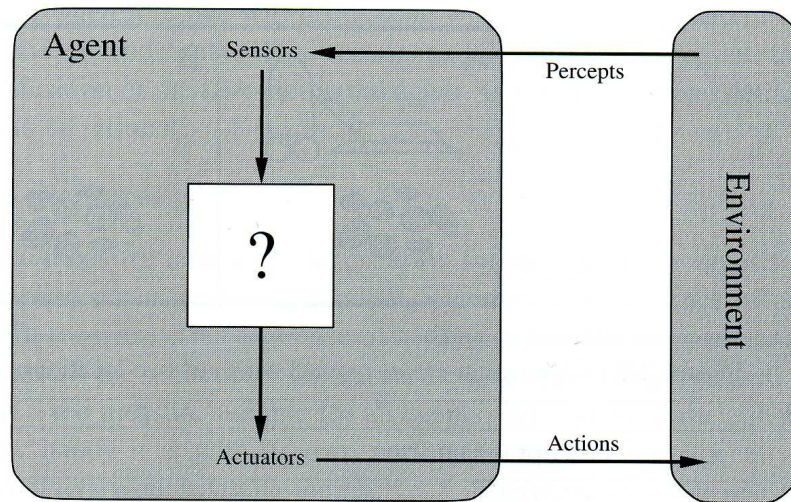 Agent
Sensors
Percepts
?
Environment
Actuators
Actions